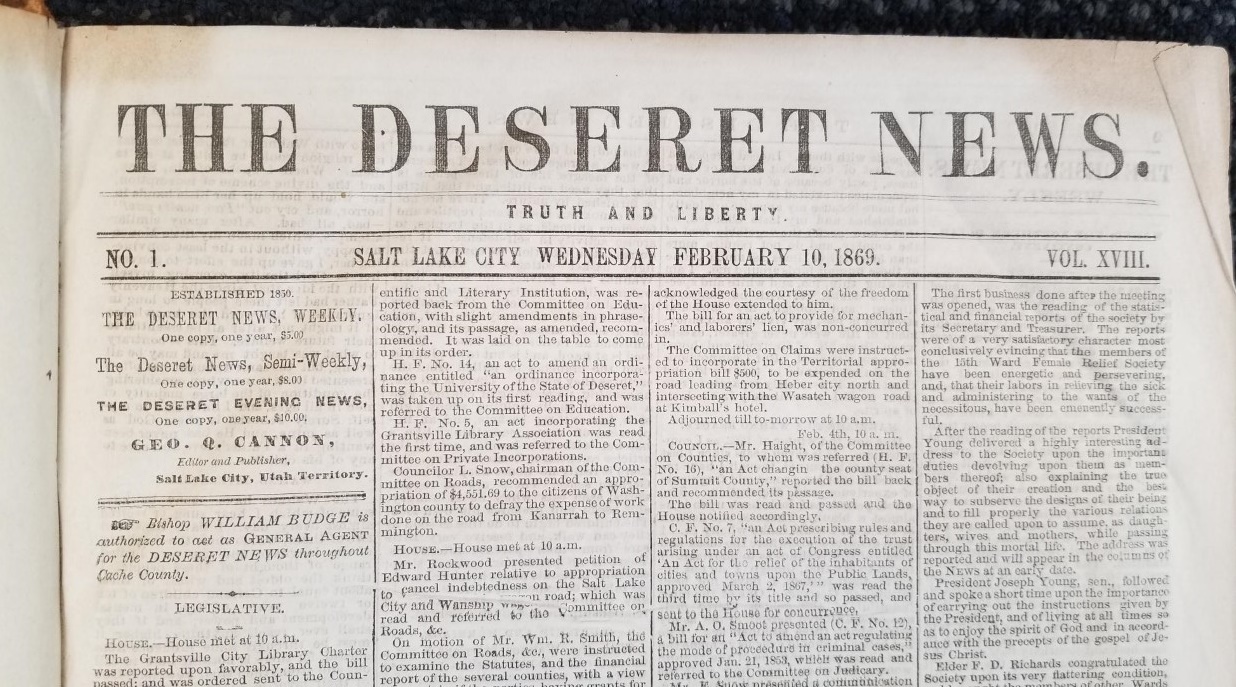 THE DESERET NEWS.
TRUTH AND LIBERTY.
NO. 1.
SALT LAKE CITY WEDNESDAY FEBRUARY 10, 1869.
VOL. XVIII.
ESTABLISHED 1850.
THE DESERET NEWS, WEEKLY.
One copy, one year, $5.00
The Deseret News, Semi-Weekly,
One copy, one year, $8.00
THE DESERET EVENING NEWS,
One copy, one year, $10.00;
GEO. Q. CANNON,
Editor and Publisher,
Salt Lake City, Utah Territory.
☞ Bishop WILLIAM BUDGE is
authorized to act as GENERAL AGENT
for the DESERET NEWS throughout
Cache County.
LEGISLATIVE.
HOUSE.—House met at 10 a.m.
The Grantsville City Library Charter
was reported upon favorably, and the bill
passed; and was ordered sent to the Coun-
entific and Literary Institution, was re-
ported back from the Committee on Edu-
cation, with slight amendments in phrase-
ology, and its passage, as amended, recom-
mended. It was laid on the table to come
up in its order.
H. F. No. 14, an act to amend an ordi-
nance entitled "an ordinance incorpora-
ting the University of the State of Deseret,"
was taken up on its first reading, and was
referred to the Committee on Education.
H. F. No. 5, an act incorporating the
Grantsville Library Association was read
the first time, and was referred to the Com-
mittee on Private Incorporations.
Councilor L. Snow, chairman of the Com-
mittee on Roads, recommended an appro-
priation of $4,551.69 to the citizens of Wash-
ington county to defray the expense of work
done on the road from Kanarrah to Rem-
mington.
HOUSE.—House met at 10 a.m.
Mr. Rockwood presented petition of
Edward Hunter relative to appropriation
to cancel indebtedness on the Salt Lake
City and Wanship road; which was
read and referred to the Committee on
Roads, &c.
On motion of Mr. Wm. R. Smith, the
Committee on Roads, &c., were instructed
to examine the Statutes, and the financial
report of the several counties, with a view
acknowledged the courtesy of the freedom
of the House extended to him.
The bill for an act to provide for mechan-
ics' and laborers' lien, was non-concurred
in.
The Committee on Claims were instruct-
ed to incorporate in the Territorial appro-
priation bill $500, to be expended on the
road leading from Heber city north and
intersecting with the Wasatch wagon road
at Kimball's hotel.
Adjourned till to-morrow at 10 a.m.
Feb. 4th, 10 a. m.
COUNCIL.—Mr. Haight, of the Committee
on Counties, to whom was referred (H. F.
No. 16), "an Act changin the county seat
of Summit County," reported the bill back
and recommended its passage.
The bill was read and passed and the
House notified accordingly.
C. F. No. 7, "an Act prescribing rules and
regulations for the execution of the trust
arising under an act of Congress entitled
'An Act for the relief of the inhabitants of
cities and towns upon the Public Lands,
approved March 2, 1867,'" was read the
third time by its title and so passed, and
sent to the House for concurrence.
Mr. A. O. Smoot presented (C. F. No. 12),
a bill for an "Act to amend an act regulating
the mode of proceedure in criminal cases,"
approved Jan. 21, 1853, which was read and
referred to the Committee on Judicary.
Mr. E. Snow presented a communication
The first business done after the meeting
was opened, was the reading of the statis-
tical and financial reports of the society by
its Secretary and Treasurer. The reports
were of a very satisfactory character most
conclusively evincing that the members of
the 15th Ward Female Relief Society
have been energetic and persevering,
and, that their labors in relieving the sick
and administering to the wants of the
necessitous, have been emenently success-
ful,
After the reading of the reports President
Young delivered a highly interesting ad-
dress to the Society upon the important
duties devolving upon them as mem-
bers thereof; also explaining the true
object of their creation and the best
way to subserve the designs of their being
and to fill properly the various relations
they are called upon to assume, as daugh-
ters, wives and mothers, while passing
through this mortal life. The address was
reported and will appear in the columns of
the NEWS at an early date.
President Joseph Young, sen., followed
and spoke a short time upon the importance
of carrying out the instructions given by
the President, and of living at all times so
as to enjoy the spirit of God and in accord-
ance with the precepts of the gospel of Je-
sus Christ.
Elder F. D. Richards congratulated the
Society upon its very flattering condition,